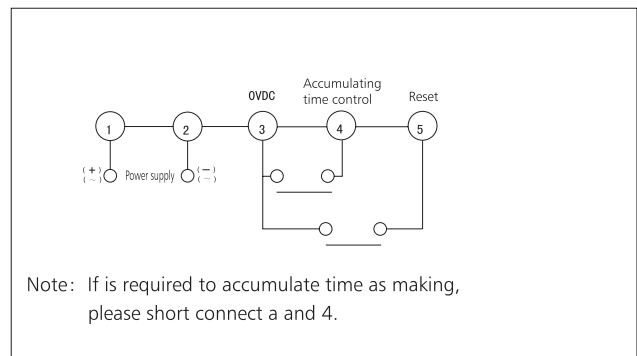 Accumulating
OVDC time control Reset
1 2 3 4 5
(+) (−)
(~) Power supply (~)
Note: If is required to accumulate time as making,
please short connect a and 4.